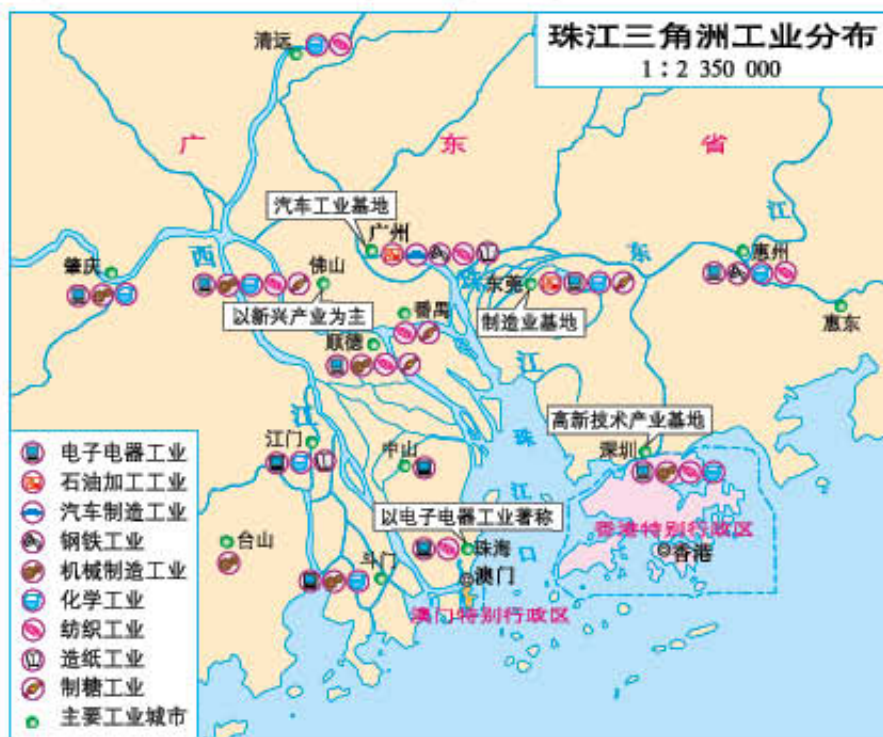 珠江三角洲工业分布
1:2 350 000
清远
广
东
省
汽车工业基地
广州
江
西
东
惠州
肇庆
佛山
珠
东莞
以新兴产业为主
番禺
制造业基地
惠东
顺德
江
高新技术产业基地
江
江门
中山
珠
深圳
江
以电子电器工业著称
香港特别行政区
台山
珠海
口
香港
斗门
澳门
澳门特别行政区
电子电器工业
石油加工工业
汽车制造工业
钢铁工业
机械制造工业
化学工业
纺织工业
造纸工业
制糖工业
主要工业城市